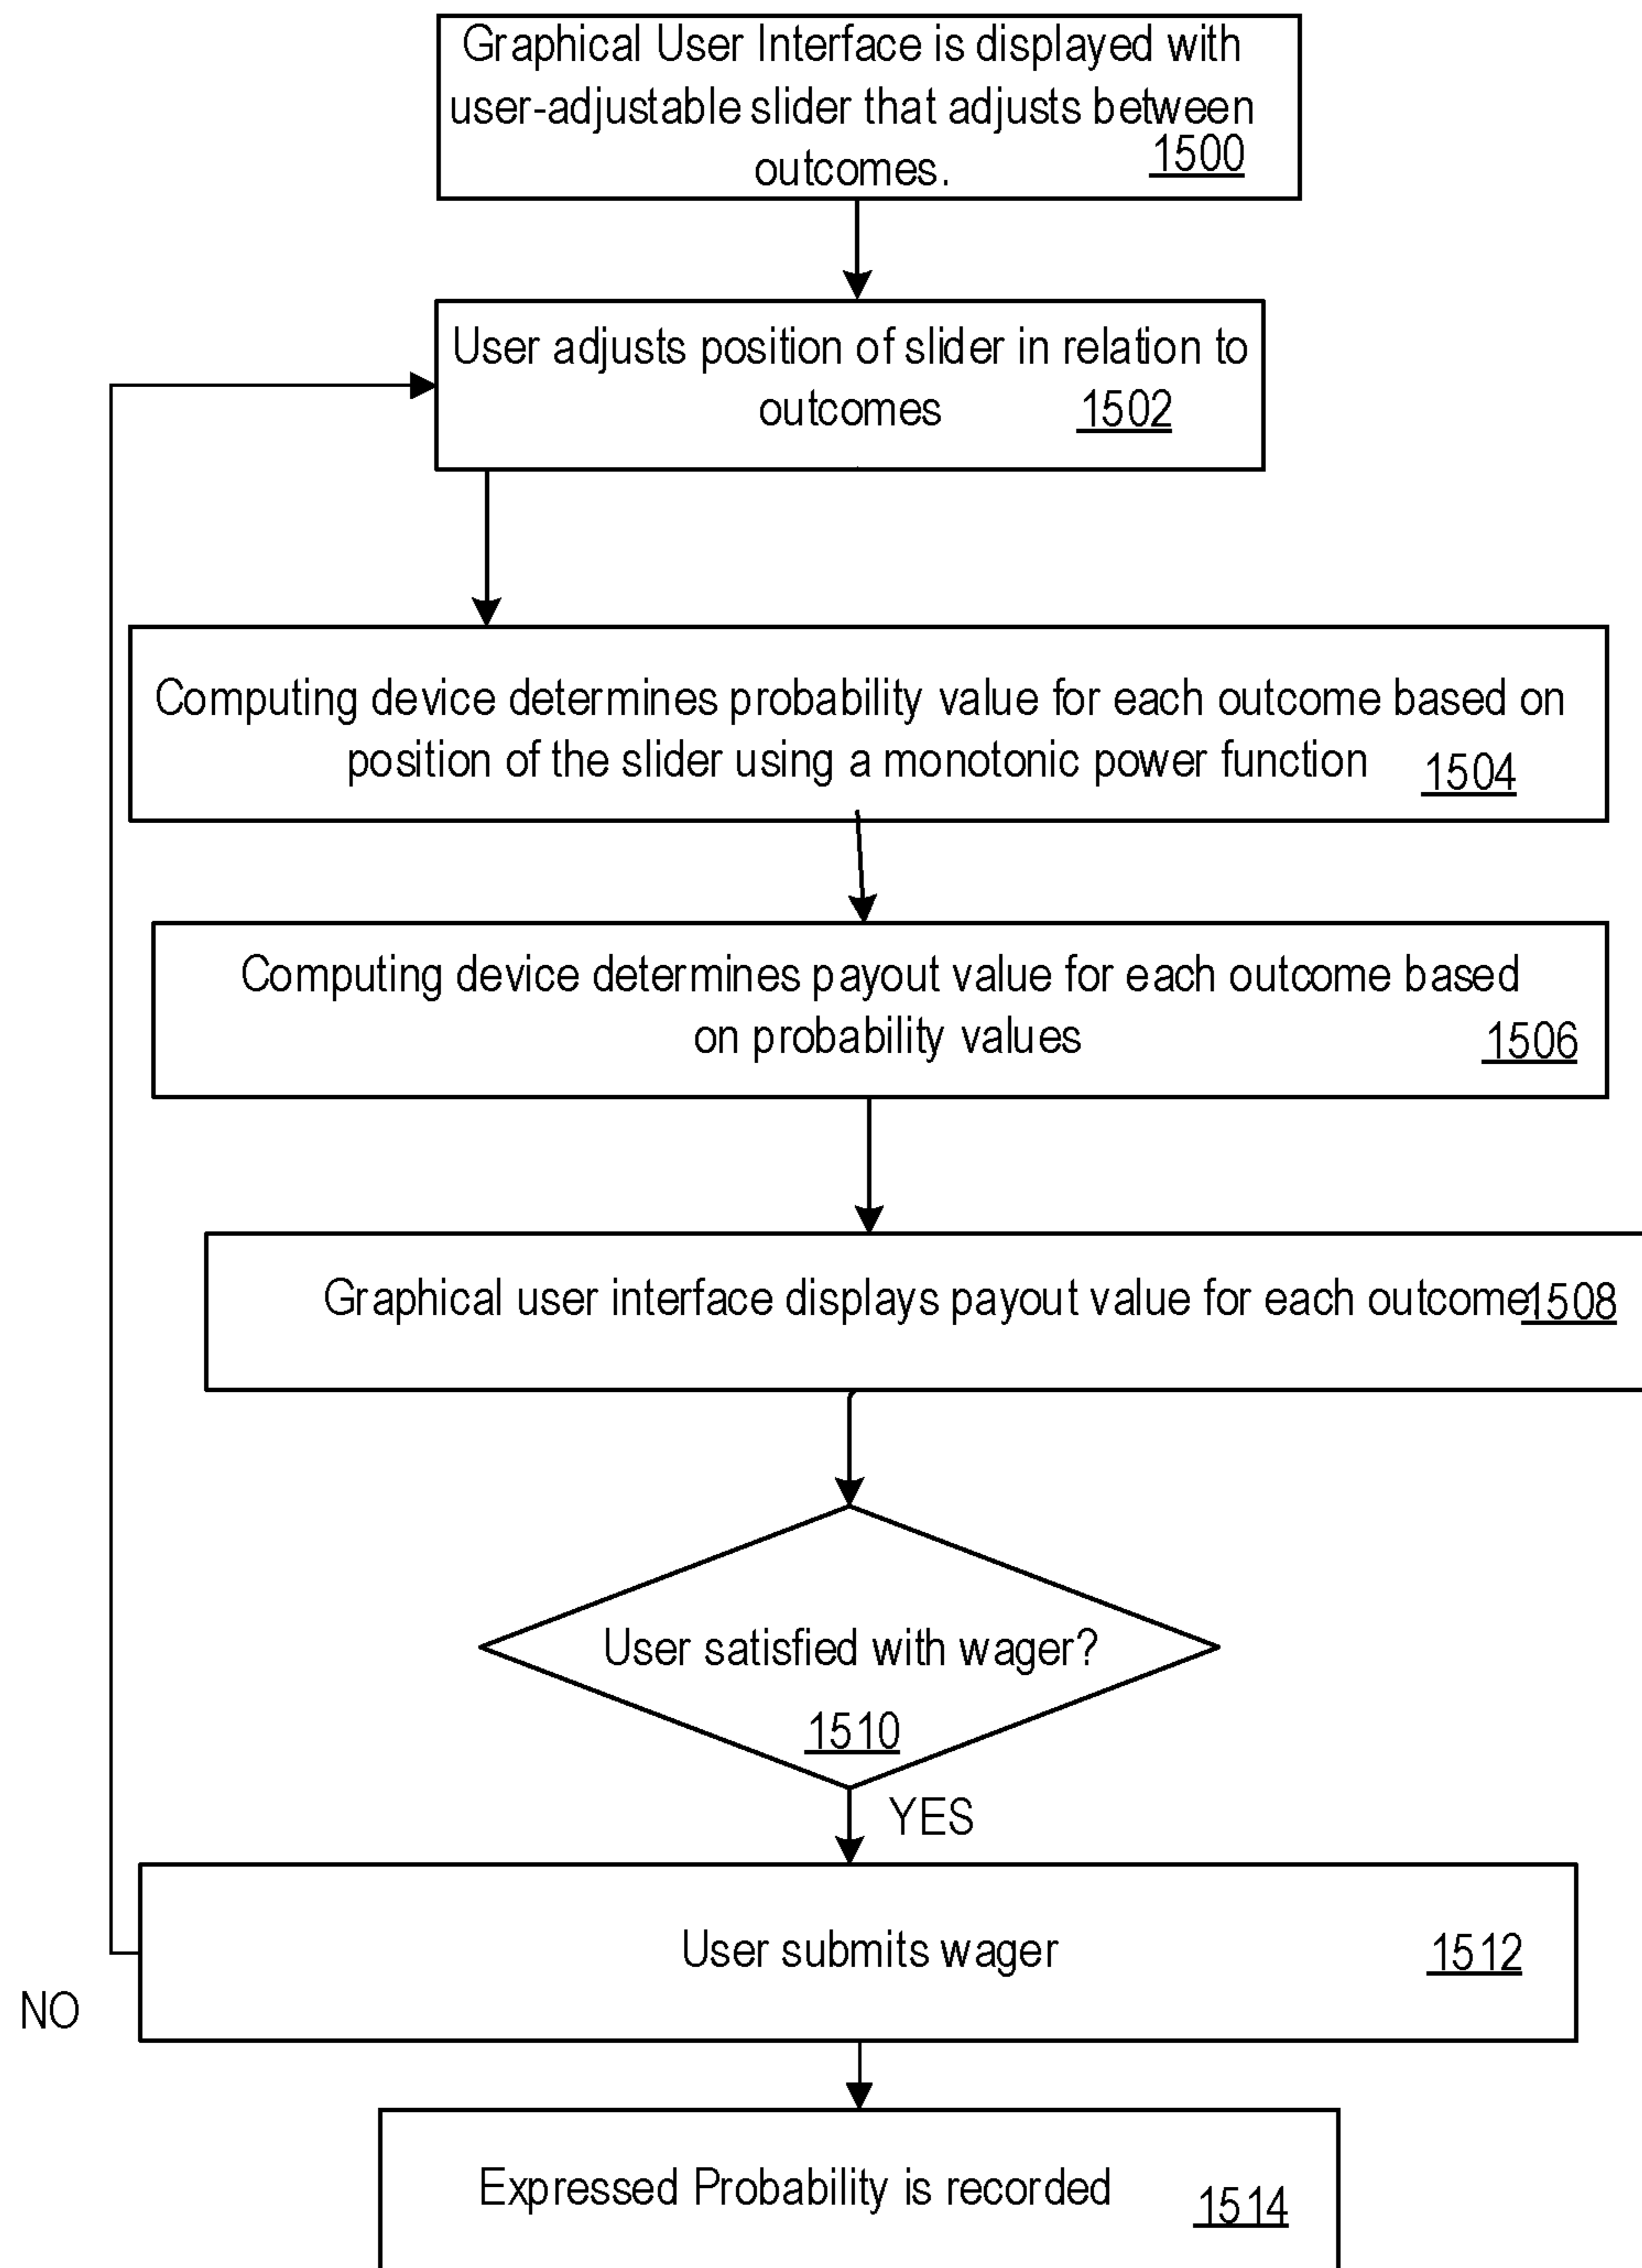 Graphical User Interface is displayed with
user-adjustable slider that adjusts between
outcomes. 1500
User adjusts position of slider in relation to
outcomes 1502
Computing device determines probability value for each outcome based on
position of the slider using a monotonic power function 1504
Computing device determines payout value for each outcome based
on probability values 1506
Graphical user interface displays payout value for each outcome 1508
User satisfied with wager?
1510
YES
User submits wager 1512
NO
Expressed Probability is recorded 1514